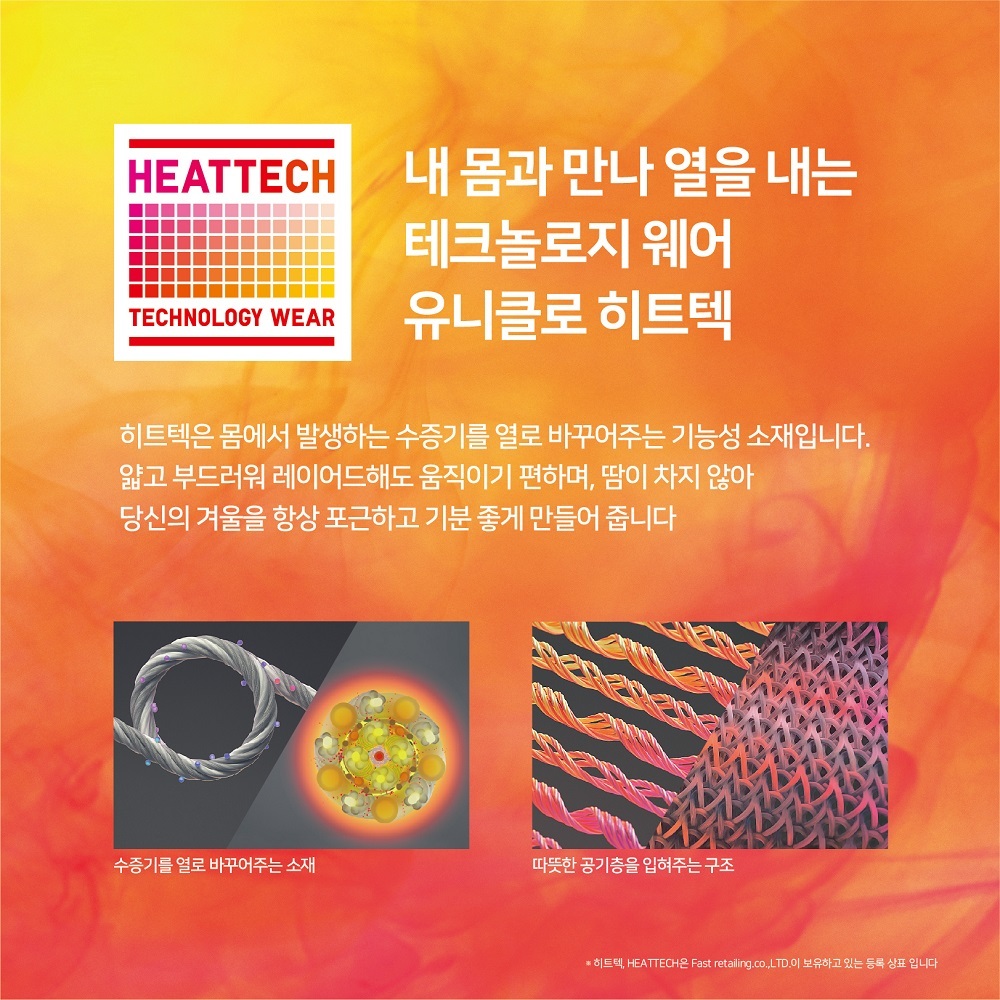 HEATTECH
TECHNOLOGY WEAR
내 몸과 만나 열을 내는
테크놀로지 웨어
유니클로 히트텍
히트텍은 몸에서 발생하는 수증기를 열로 바꾸어주는 기능성 소재입니다.
얇고 부드러워 레이어드해도 움직이기 편하며, 땀이 차지 않아
당신의 겨울을 항상 포근하고 기분 좋게 만들어 줍니다
수증기를 열로 바꾸어주는 소재
따뜻한 공기층을 입혀주는 구조
※ 히트텍, HEATTECH은 Fast retailing.co.,LTD.이 보유하고 있는 등록 상표 입니다